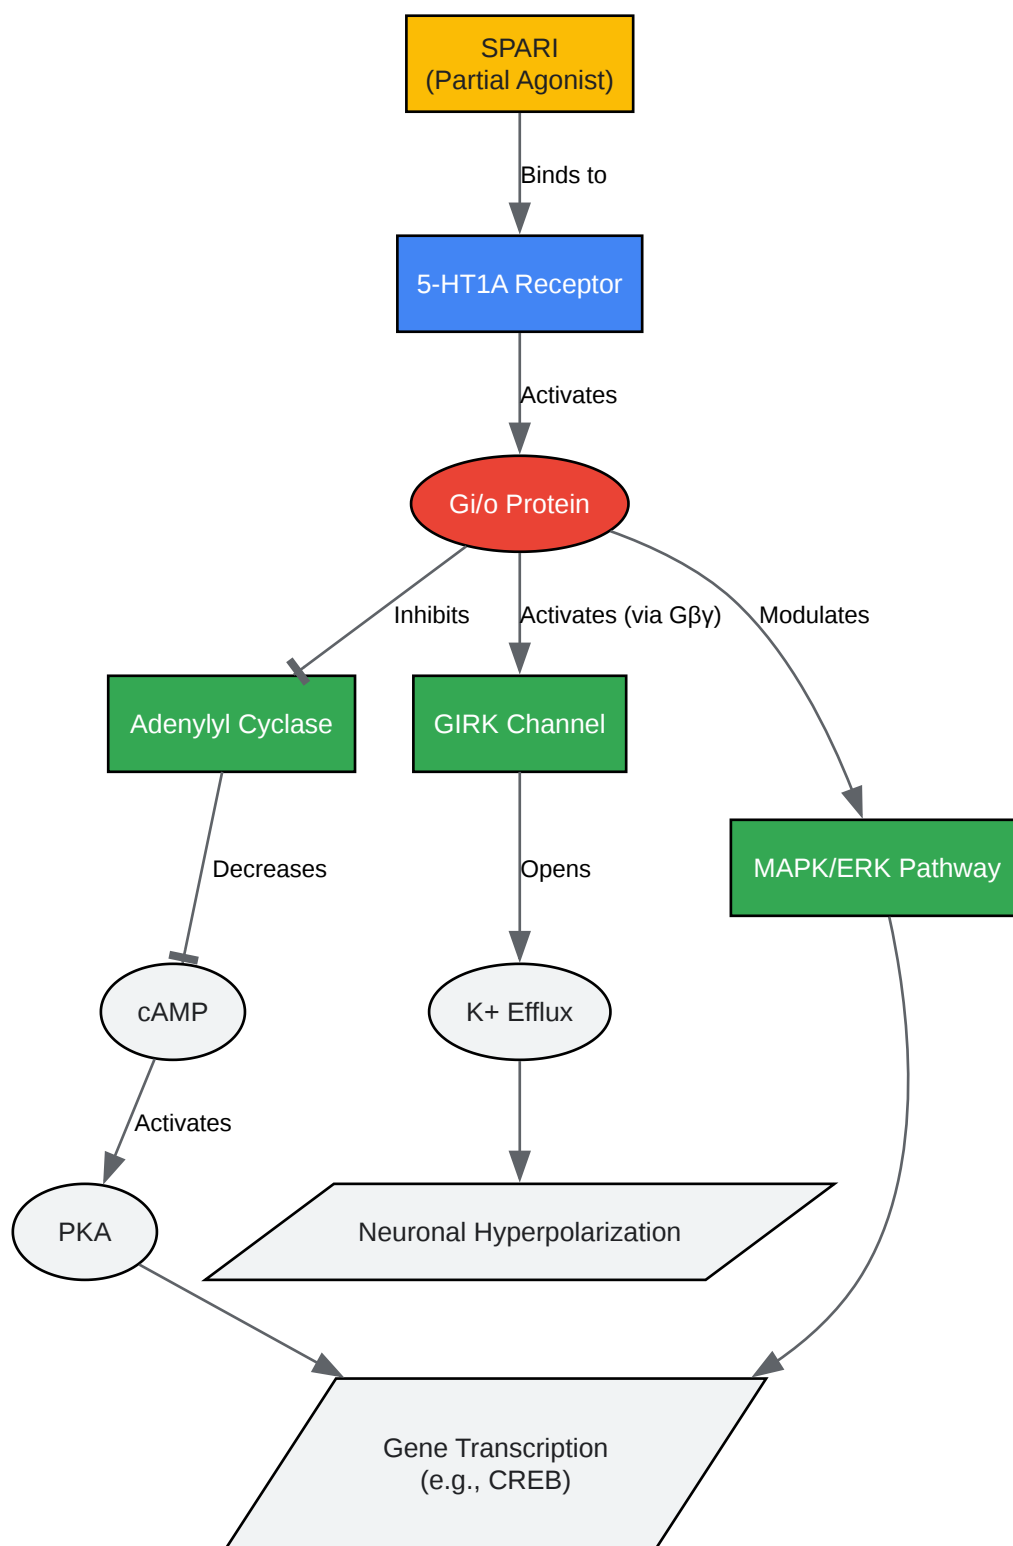 SPARI
(Partial Agonist)
Binds to
5-HT1A Receptor
Activates
Gi/o Protein
Inhibits
Activates (via Gβγ)
Modulates
Adenylyl Cyclase
GIRK Channel
MAPK/ERK Pathway
Decreases
Opens
cAMP
K+ Efflux
Activates
PKA
Neuronal Hyperpolarization
Gene Transcription
(e.g., CREB)